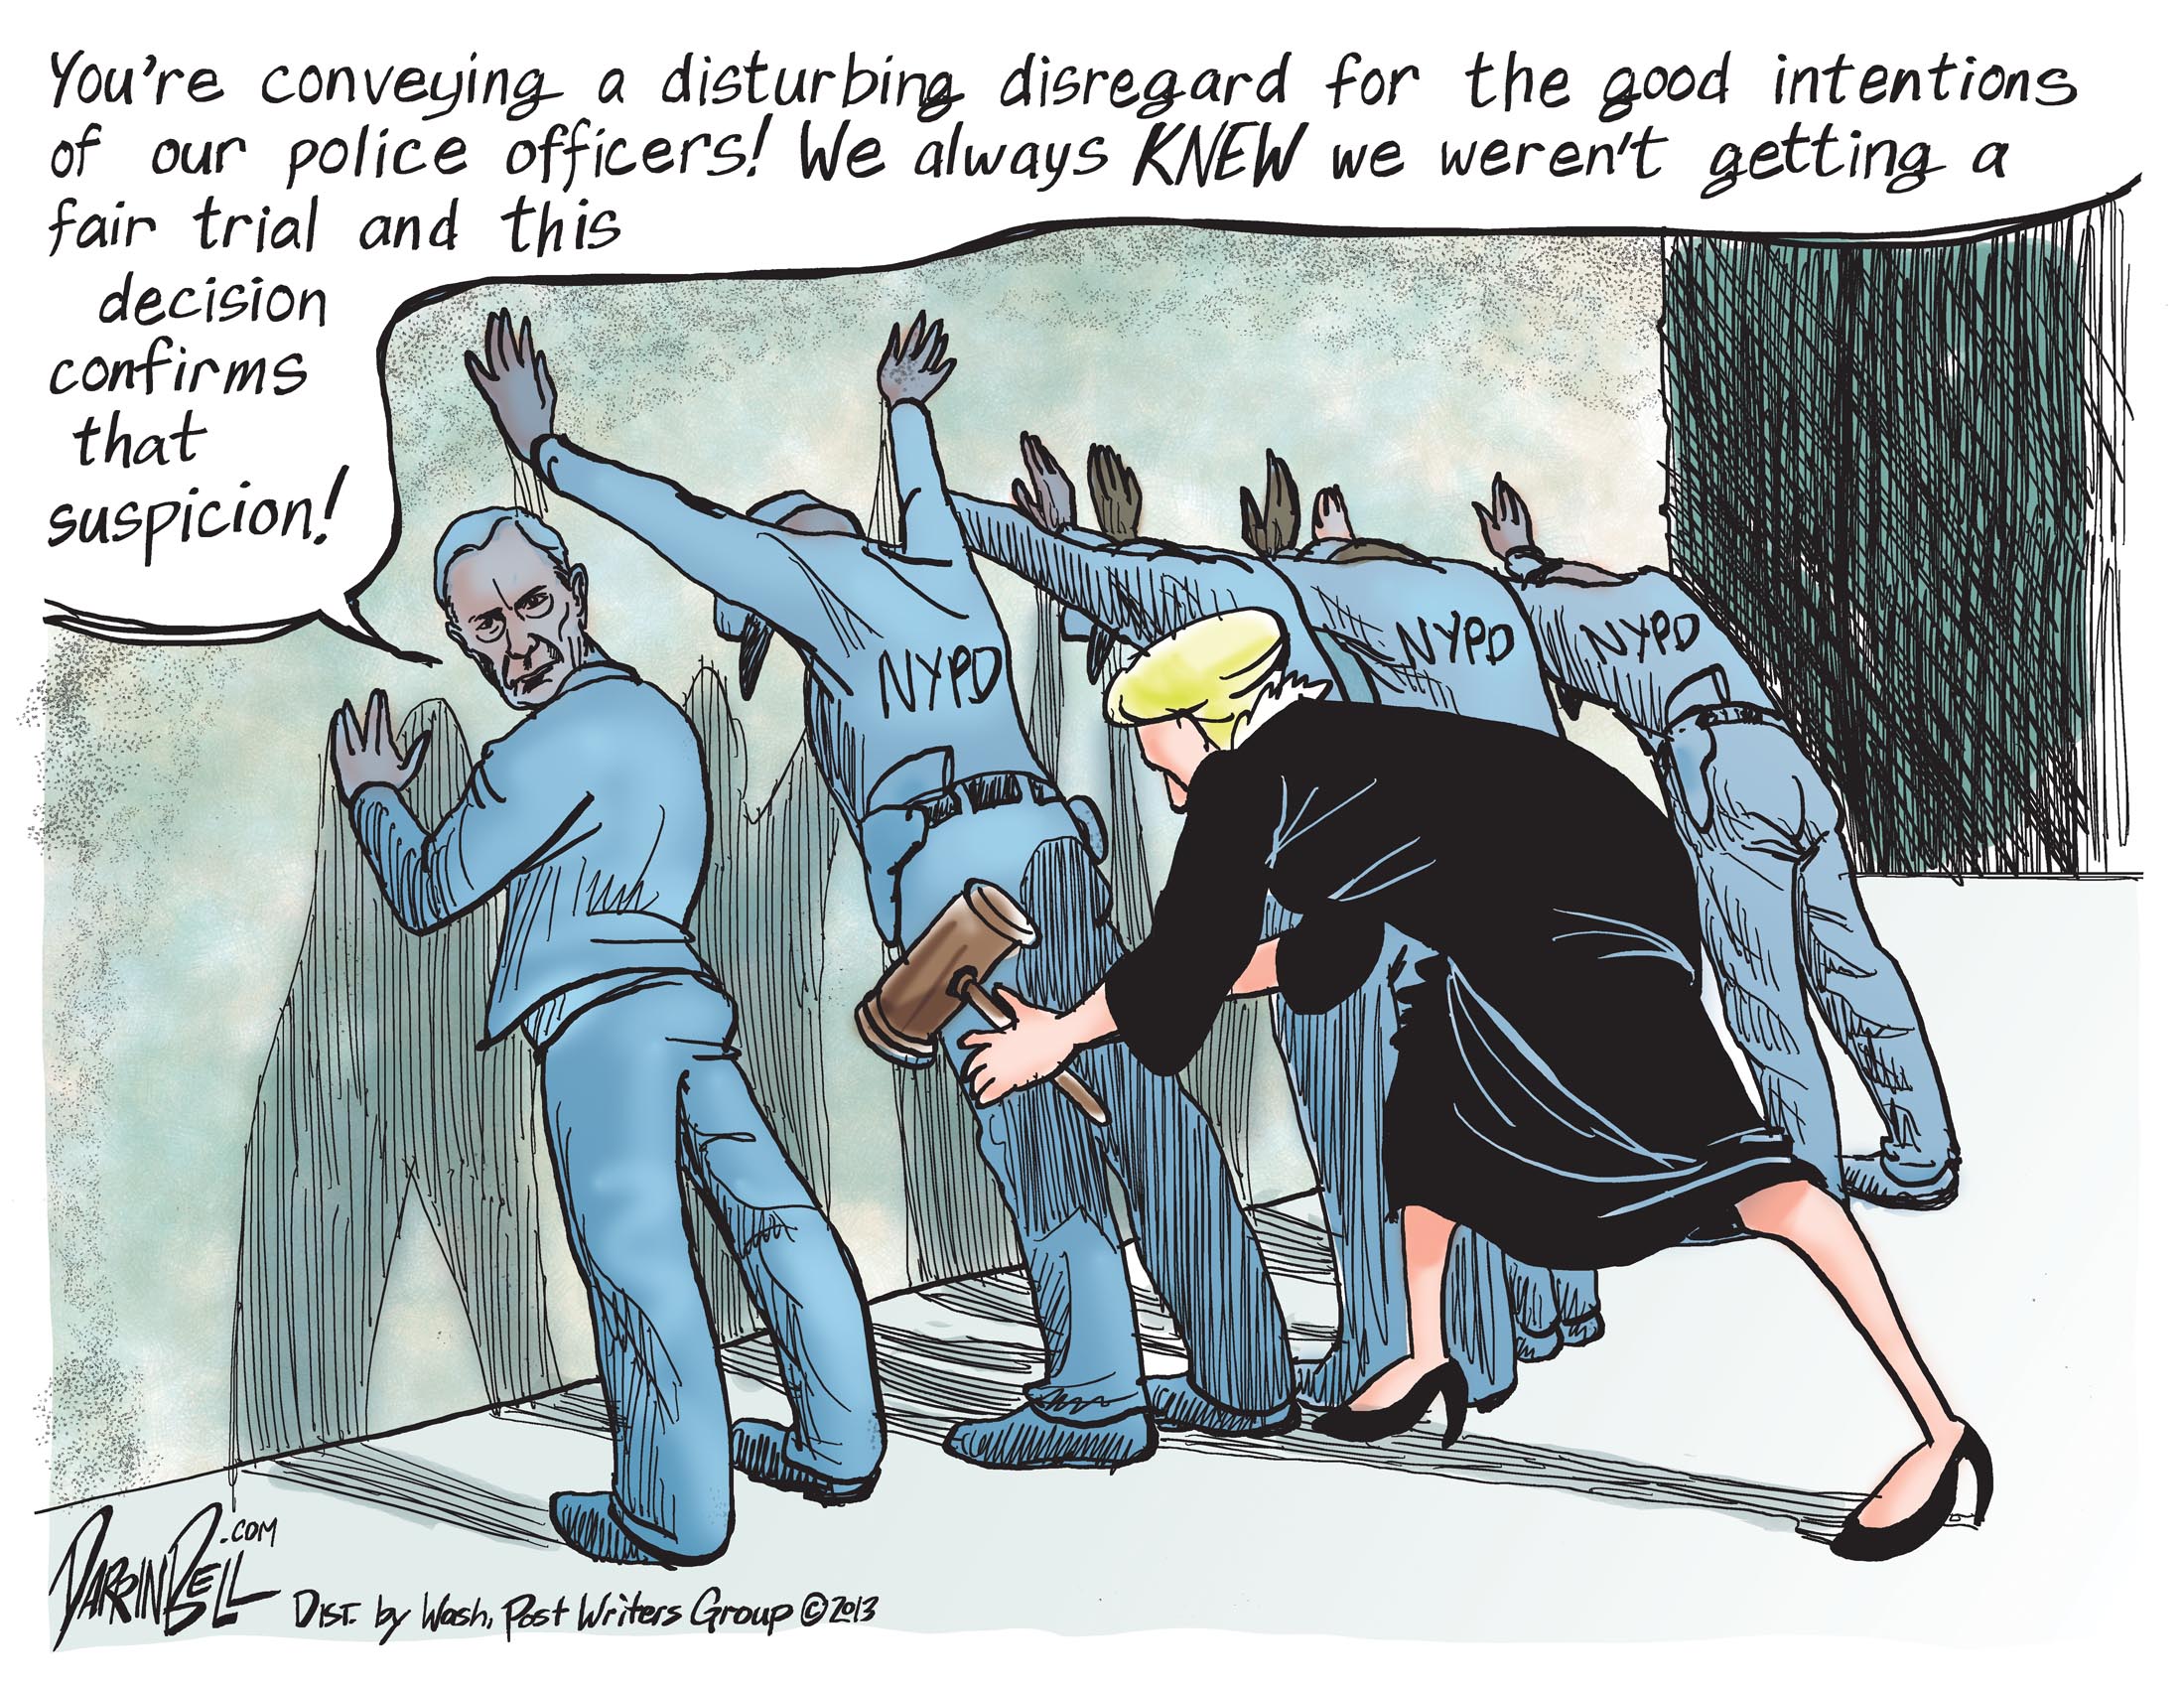 You're conveying a disturbing disregard for the good intentions
of our police officers! We always KNEW we weren't getting a
fair trial and this
decision
confirms
that
suspicion!
NYPD
NYPD
NYPD
DARRINBELL.COM
DIST. by Wash. Post Writers Group © 2013